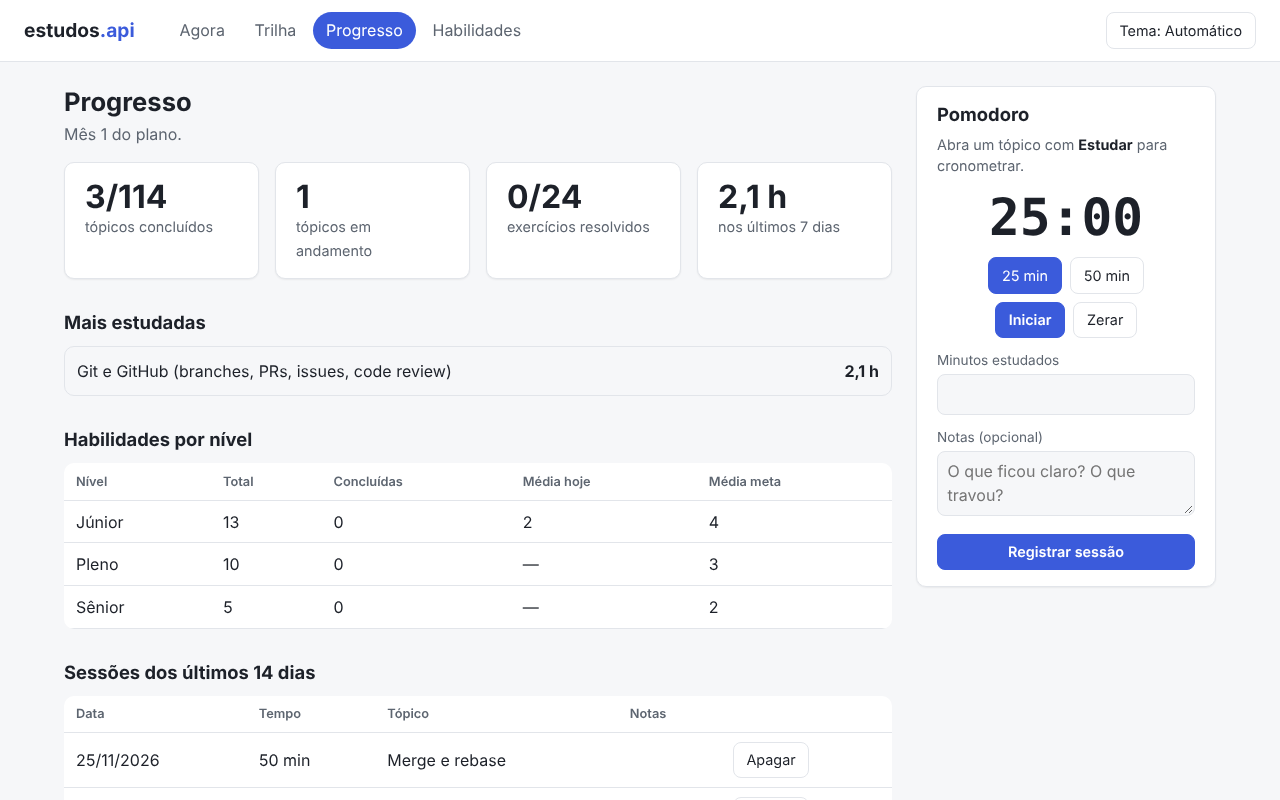 estudos.api
Agora
Trilha
Progresso
Habilidades
Tema: Automático
Progresso
Mês 1 do plano.
3/114
tópicos concluídos
1
tópicos em
andamento
0/24
exercícios resolvidos
2,1 h
nos últimos 7 dias
Mais estudadas
Git e GitHub (branches, PRs, issues, code review) 2,1 h
Habilidades por nível
Nível Total Concluídas Média hoje Média meta
Júnior 13 0 2 4
Pleno 10 0 — 3
Sênior 5 0 — 2
Sessões dos últimos 14 dias
Data Tempo Tópico Notas
25/11/2026 50 min Merge e rebase Apagar
Pomodoro
Abra um tópico com Estudar para
cronometrar.
25:00
25 min 50 min
Iniciar Zerar
Minutos estudados
Notas (opcional)
O que ficou claro? O que
travou?
Registrar sessão